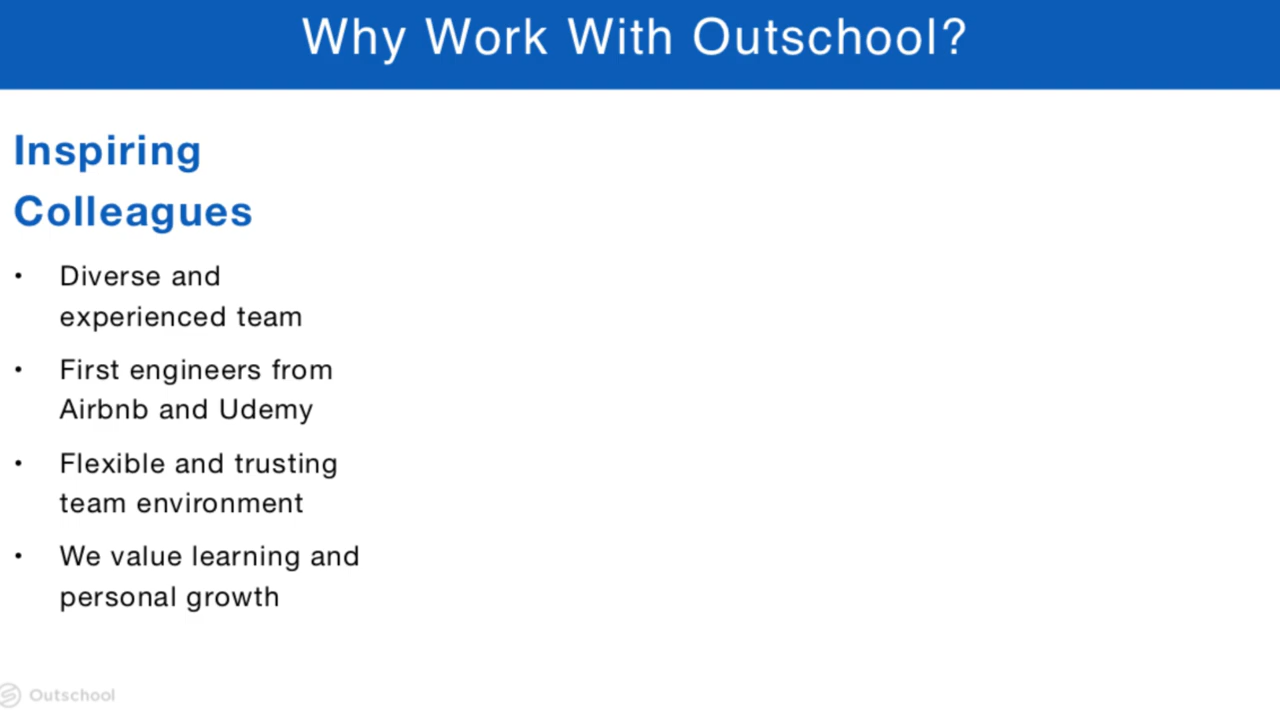 Why Work With Outschool?
Inspiring
Colleagues
• Diverse and
experienced team
• First engineers from
Airbnb and Udemy
• Flexible and trusting
team environment
• We value learning and
personal growth
Outschool